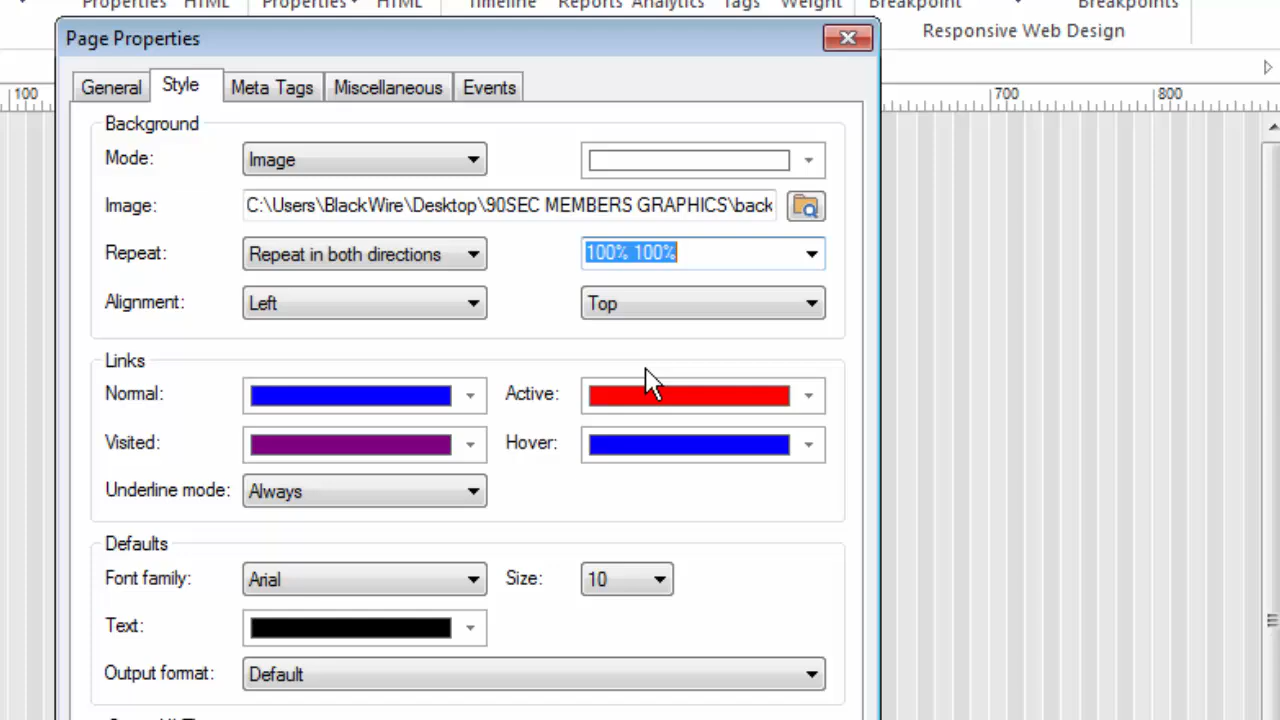 Properties HTML Properties HTML Timeline Reports Analytics Tags Weight Breakpoint Breakpoints
Responsive Web Design
Page Properties
100 700 800
General Style Meta Tags Miscellaneous Events
Background
Mode: Image
Image: C:\Users\BlackWire\Desktop\90SEC MEMBERS GRAPHICS\back
Repeat: Repeat in both directions 100% 100%
Alignment: Left Top
Links
Normal: Active:
Visited: Hover:
Underline mode: Always
Defaults
Font family: Arial Size: 10
Text:
Output format: Default